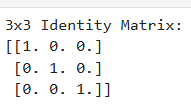 3x3 Identity Matrix:
[[1. 0. 0.]
 [0. 1. 0.]
 [0. 0. 1.]]